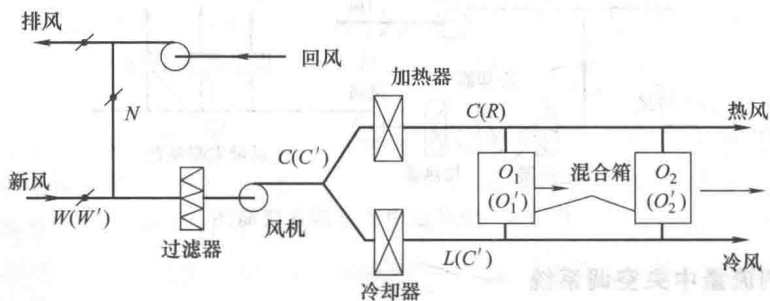 排风
回风
加热器
N
C(R)
热风
C(C′)
新风
W(W′)
过滤器
风机
O₁
(O₁′)
混合箱
O₂
(O₂′)
L(C′)
冷却器
冷风